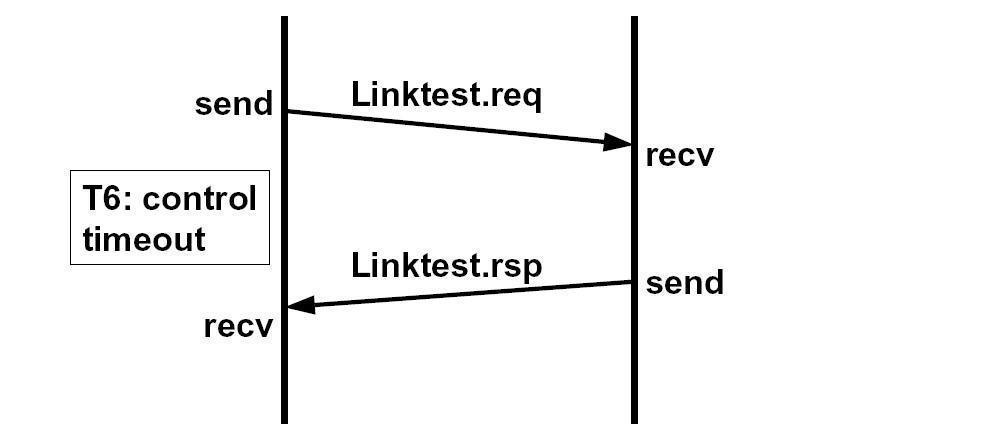 Linktest.req
send
recv
T6: control
timeout
Linktest.rsp
send
recv